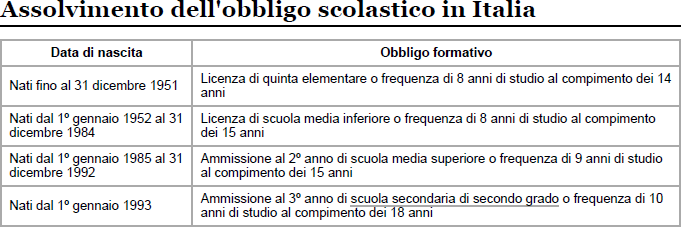 Assolvimento dell'obbligo scolastico in Italia
Data di nascita
Obbligo formativo
Nati fino al 31 dicembre 1951
Licenza di quinta elementare o frequenza di 8 anni di studio al compimento dei 14
anni
Nati dal 1º gennaio 1952 al 31
dicembre 1984
Licenza di scuola media inferiore o frequenza di 8 anni di studio al compimento
dei 15 anni
Nati dal 1º gennaio 1985 al 31
dicembre 1992
Ammissione al 2º anno di scuola media superiore o frequenza di 9 anni di studio
al compimento dei 15 anni
Nati dal 1º gennaio 1993
Ammissione al 3º anno di scuola secondaria di secondo grado o frequenza di 10
anni di studio al compimento dei 18 anni